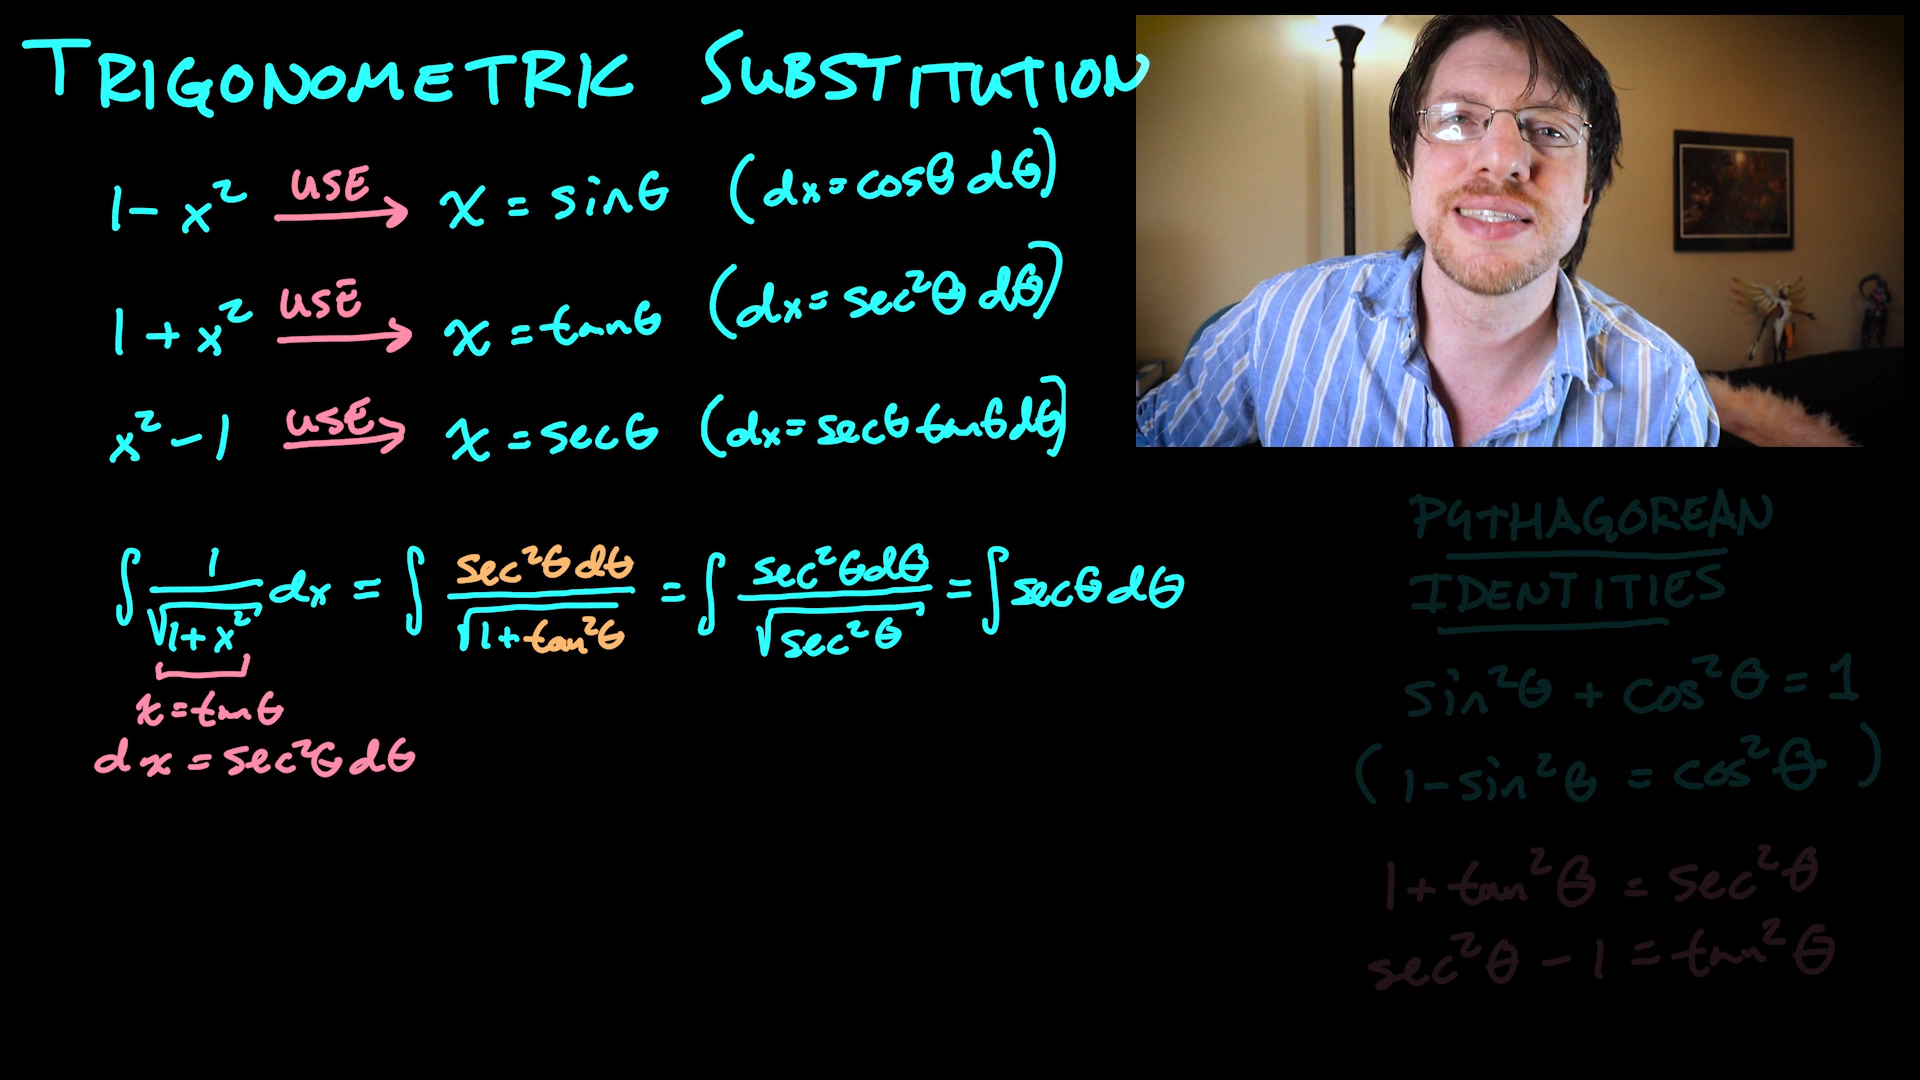 TRIGONOMETRIC SUBSTITUTION
1 - x² USE → x = sinθ (dx = cosθ dθ)
1 + x² USE → x = tanθ (dx = sec²θ dθ)
x² - 1 USE → x = secθ (dx = secθ tanθ dθ)
∫ 1/√(1+x²) dx = ∫ sec²θ dθ/√(1+tan²θ) = ∫ sec²θ dθ/√(sec²θ) = ∫ secθ dθ
x = tanθ
dx = sec²θ dθ
PYTHAGOREAN
IDENTITIES
sin²θ + cos²θ = 1
(1 - sin²θ = cos²θ)
1 + tan²θ = sec²θ
sec²θ - 1 = tan²θ